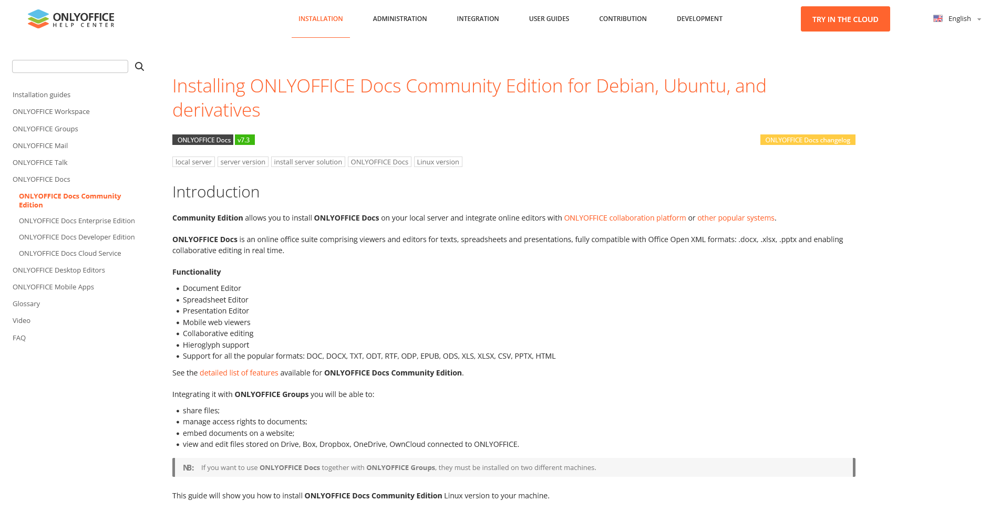 ONLYOFFICE
HELP CENTER
INSTALLATION
ADMINISTRATION
INTEGRATION
USER GUIDES
CONTRIBUTION
DEVELOPMENT
TRY IN THE CLOUD
English
Installation guides
ONLYOFFICE Workspace
ONLYOFFICE Groups
ONLYOFFICE Mail
ONLYOFFICE Talk
ONLYOFFICE Docs
ONLYOFFICE Docs Community
Edition
ONLYOFFICE Docs Enterprise Edition
ONLYOFFICE Docs Developer Edition
ONLYOFFICE Docs Cloud Service
ONLYOFFICE Desktop Editors
ONLYOFFICE Mobile Apps
Glossary
Video
FAQ
Installing ONLYOFFICE Docs Community Edition for Debian, Ubuntu, and
derivatives
ONLYOFFICE Docs v7.3
ONLYOFFICE Docs changelog
local server server version install server solution ONLYOFFICE Docs Linux version
Introduction
Community Edition allows you to install ONLYOFFICE Docs on your local server and integrate online editors with ONLYOFFICE collaboration platform or other popular systems.
ONLYOFFICE Docs is an online office suite comprising viewers and editors for texts, spreadsheets and presentations, fully compatible with Office Open XML formats: .docx, .xlsx, .pptx and enabling
collaborative editing in real time.
Functionality
• Document Editor
• Spreadsheet Editor
• Presentation Editor
• Mobile web viewers
• Collaborative editing
• Hieroglyph support
• Support for all the popular formats: DOC, DOCX, TXT, ODT, RTF, ODP, EPUB, ODS, XLS, XLSX, CSV, PPTX, HTML
See the detailed list of features available for ONLYOFFICE Docs Community Edition.
Integrating it with ONLYOFFICE Groups you will be able to:
• share files;
• manage access rights to documents;
• embed documents on a website;
• view and edit files stored on Drive, Box, Dropbox, OneDrive, OwnCloud connected to ONLYOFFICE.
NB: If you want to use ONLYOFFICE Docs together with ONLYOFFICE Groups, they must be installed on two different machines.
This guide will show you how to install ONLYOFFICE Docs Community Edition Linux version to your machine.